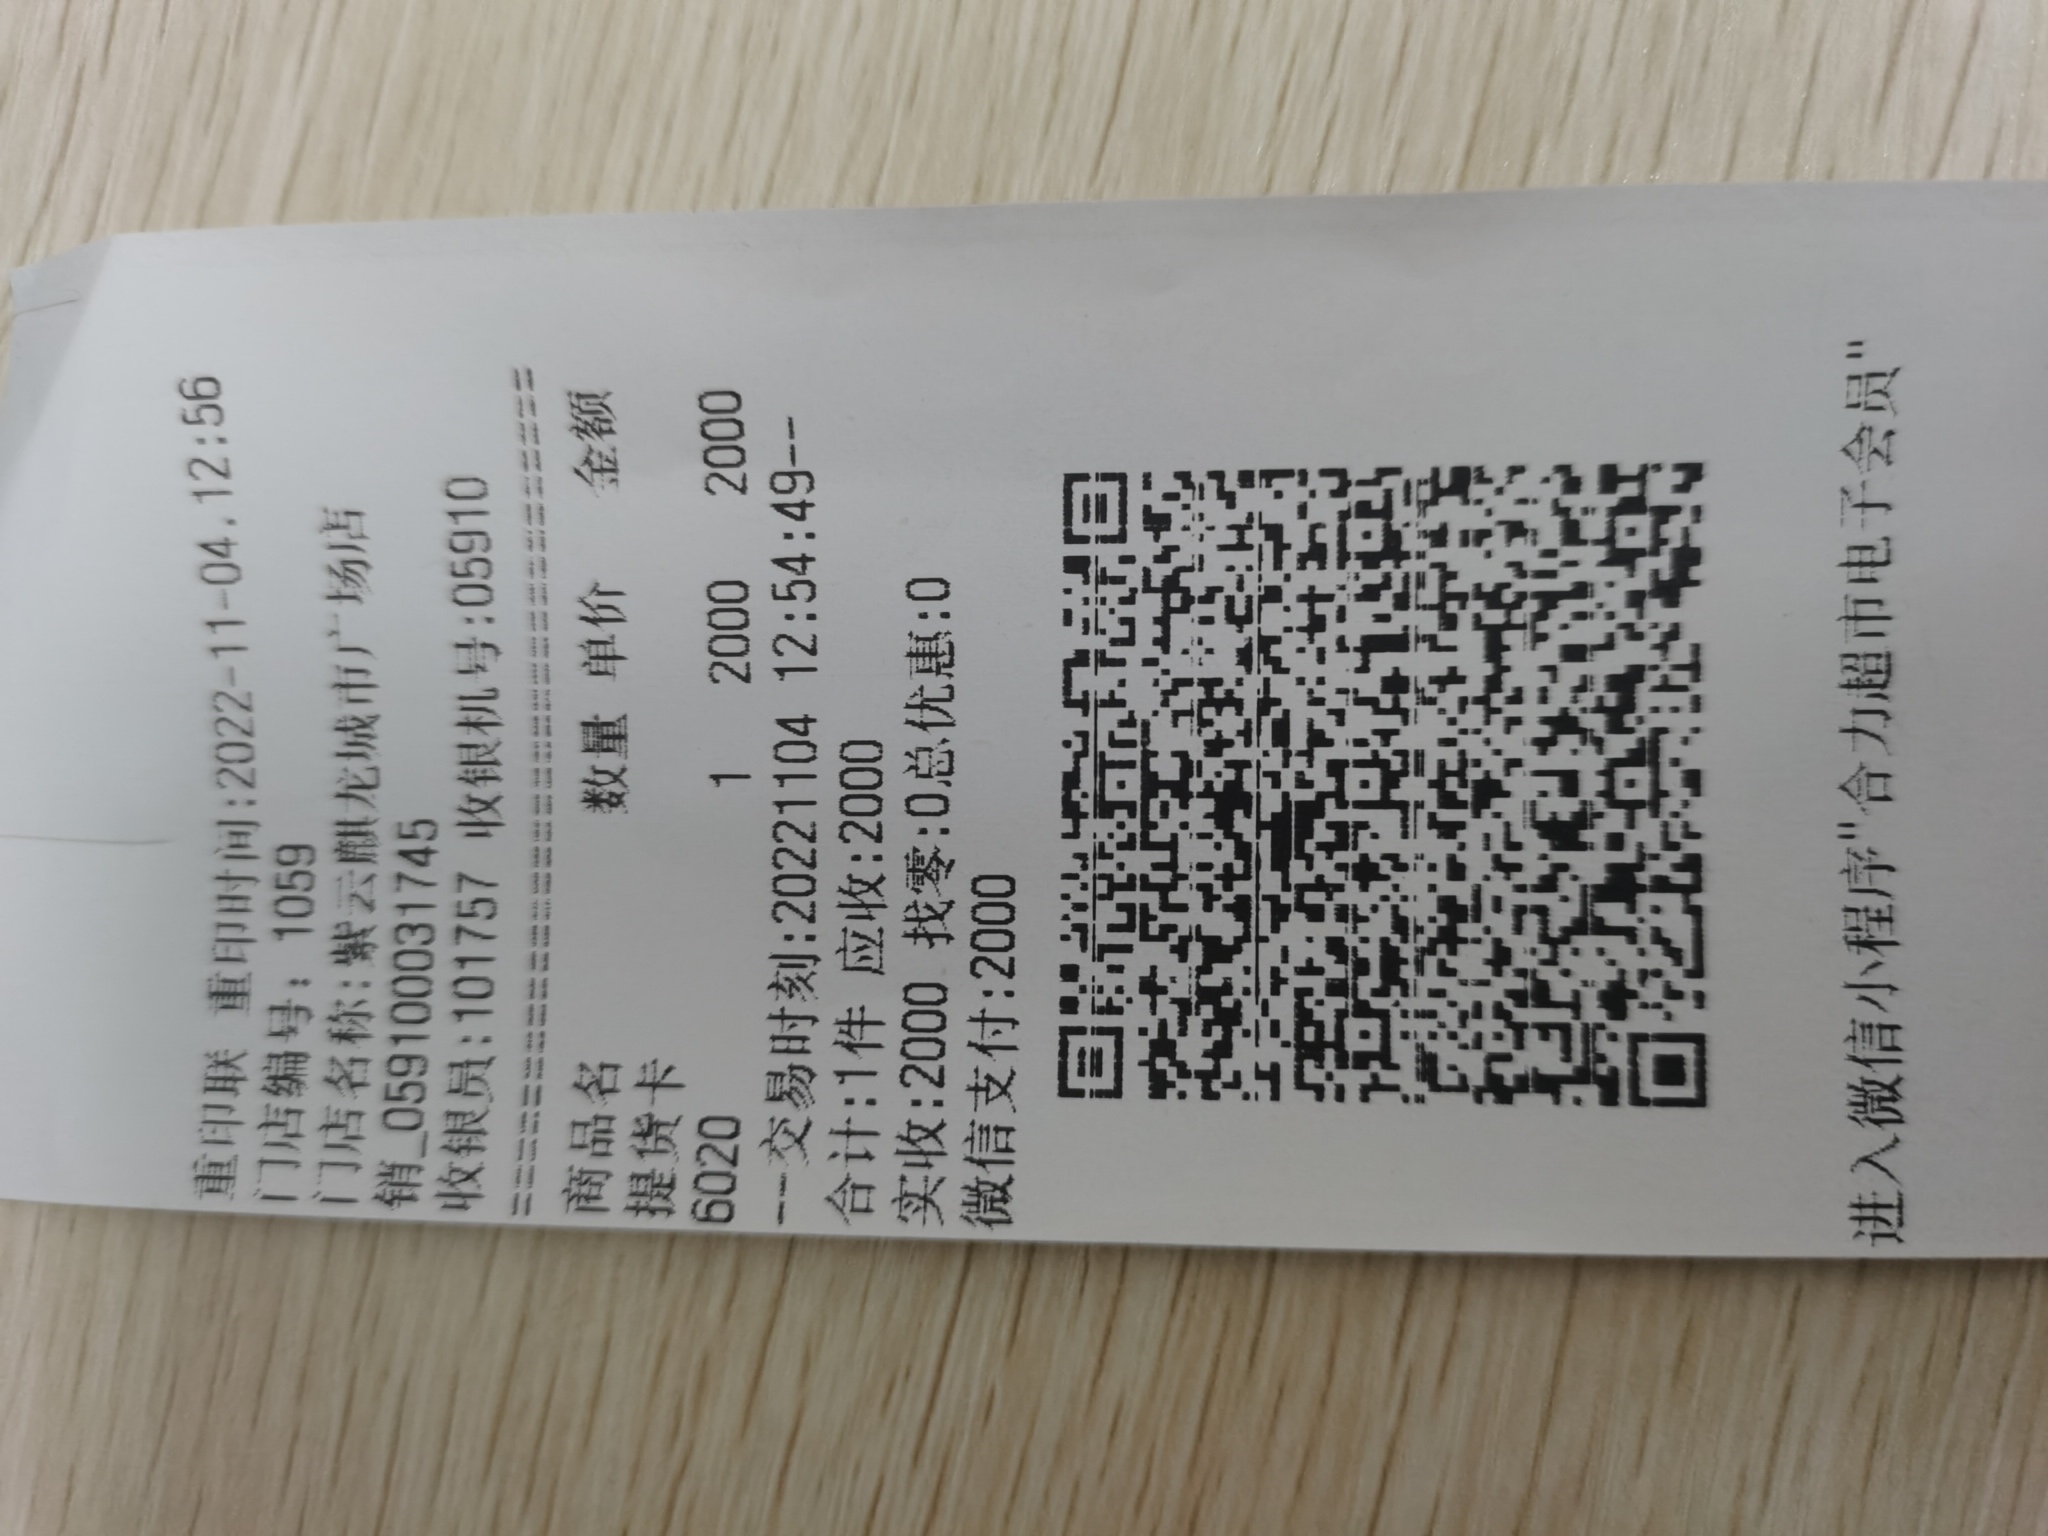 重印联 重印时间:2022-11-04.12:56
门店编号: 1059
门店名称:紫云麒龙城市广场店
销_059100031745
收银员:101757 收银机号:05910
商品名 数量 单价 金额
提货卡
6020 1 2000 2000
---交易时刻:20221104 12:54:49--
合计:1件 应收:2000
实收:2000 找零:0总优惠:0
微信支付:2000
进入微信小程序"合力超市电子会员"